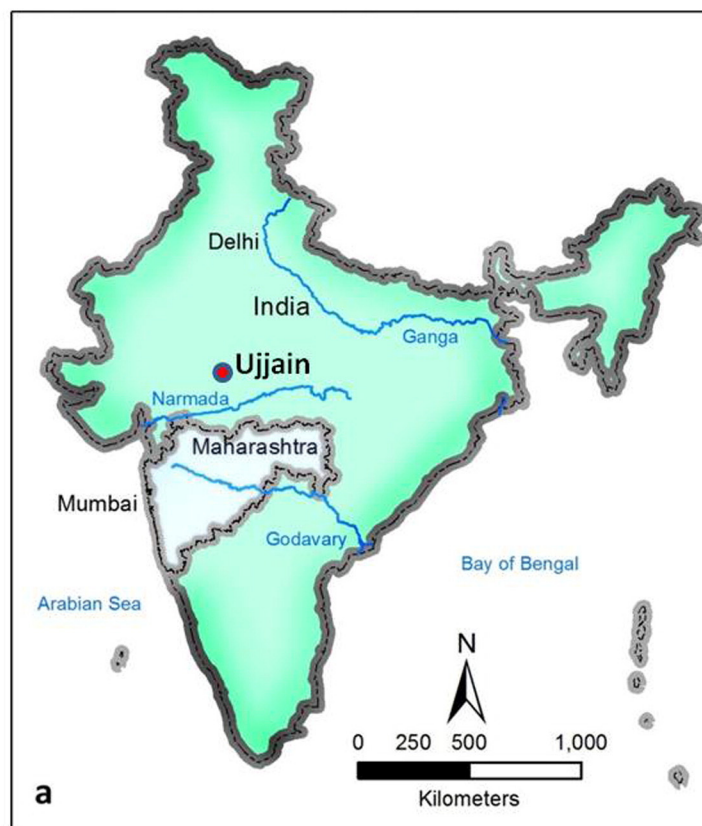 Delhi
India
Ganga
Ujjain
Narmada
Maharashtra
Mumbai
Godavary
Bay of Bengal
Arabian Sea
N
0 250 500 1,000
Kilometers
a